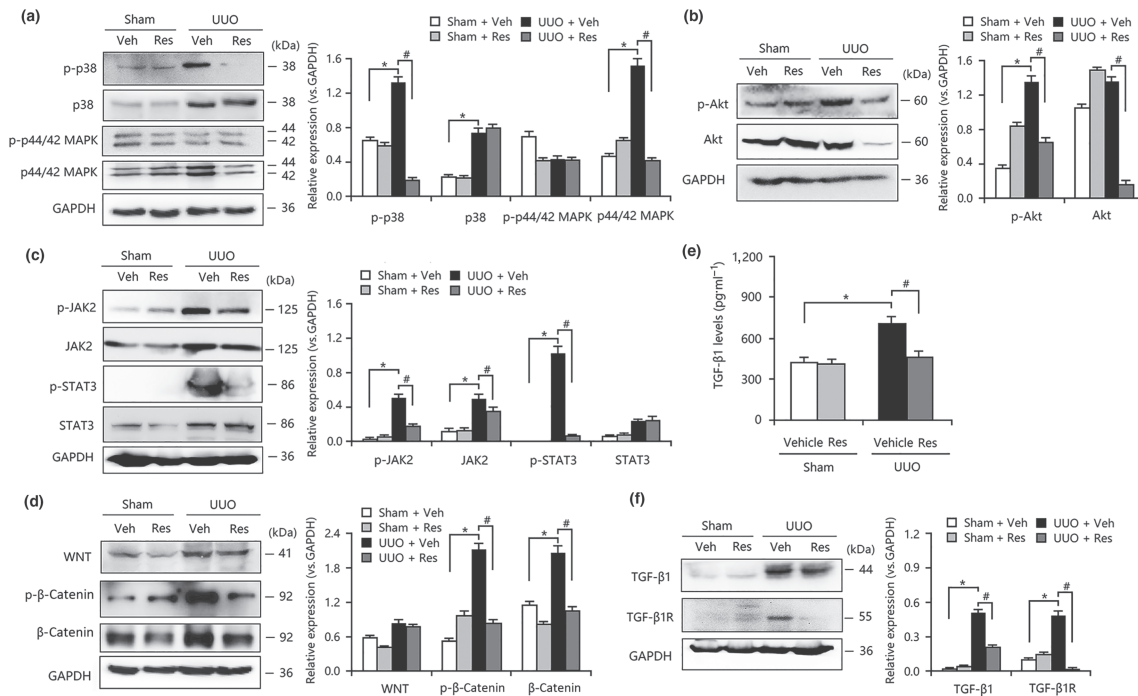 (a)
Sham UUO
Veh Res Veh Res
(kDa)
p-p38 – 38
p38 – 38
p-p44/42 MAPK – 44
– 42
p44/42 MAPK – 44
– 42
GAPDH – 36
Sham + Veh UUO + Veh
Sham + Res UUO + Res
Relative expression (vs.GAPDH)
1.6
1.2
0.8
0.4
0.0
* # * * #
p-p38 p38 p-p44/42 MAPK p44/42 MAPK
(b)
Sham UUO
Veh Res Veh Res
(kDa)
p-Akt – 60
Akt – 60
GAPDH – 36
Sham + Veh UUO + Veh
Sham + Res UUO + Res
Relative expression (vs.GAPDH)
1.6
1.2
0.8
0.4
0.0
* # #
p-Akt Akt
(c)
Sham UUO
Veh Res Veh Res
(kDa)
p-JAK2 – 125
JAK2 – 125
p-STAT3 – 86
STAT3 – 86
GAPDH – 36
Sham + Veh UUO + Veh
Sham + Res UUO + Res
Relative expression (vs.GAPDH)
1.6
1.2
0.8
0.4
0.0
* # * # * #
p-JAK2 JAK2 p-STAT3 STAT3
(e)
TGF-β1 levels (pg·ml−1)
1,200
900
600
300
0
* #
Vehicle Res Vehicle Res
Sham UUO
(d)
Sham UUO
Veh Res Veh Res
(kDa)
WNT – 41
p-β-Catenin – 92
β-Catenin – 92
GAPDH – 36
Sham + Veh
Sham + Res
UUO + Veh
UUO + Res
Relative expression (vs.GAPDH)
2.4
1.8
1.2
0.6
0.0
* # * #
WNT p-β-Catenin β-Catenin
(f)
Sham UUO
Veh Res Veh Res
(kDa)
TGF-β1 – 44
TGF-β1R – 55
GAPDH – 36
Sham + Veh UUO + Veh
Sham + Res UUO + Res
Relative expression (vs.GAPDH)
1.2
0.9
0.6
0.3
0.0
* # * #
TGF-β1 TGF-β1R